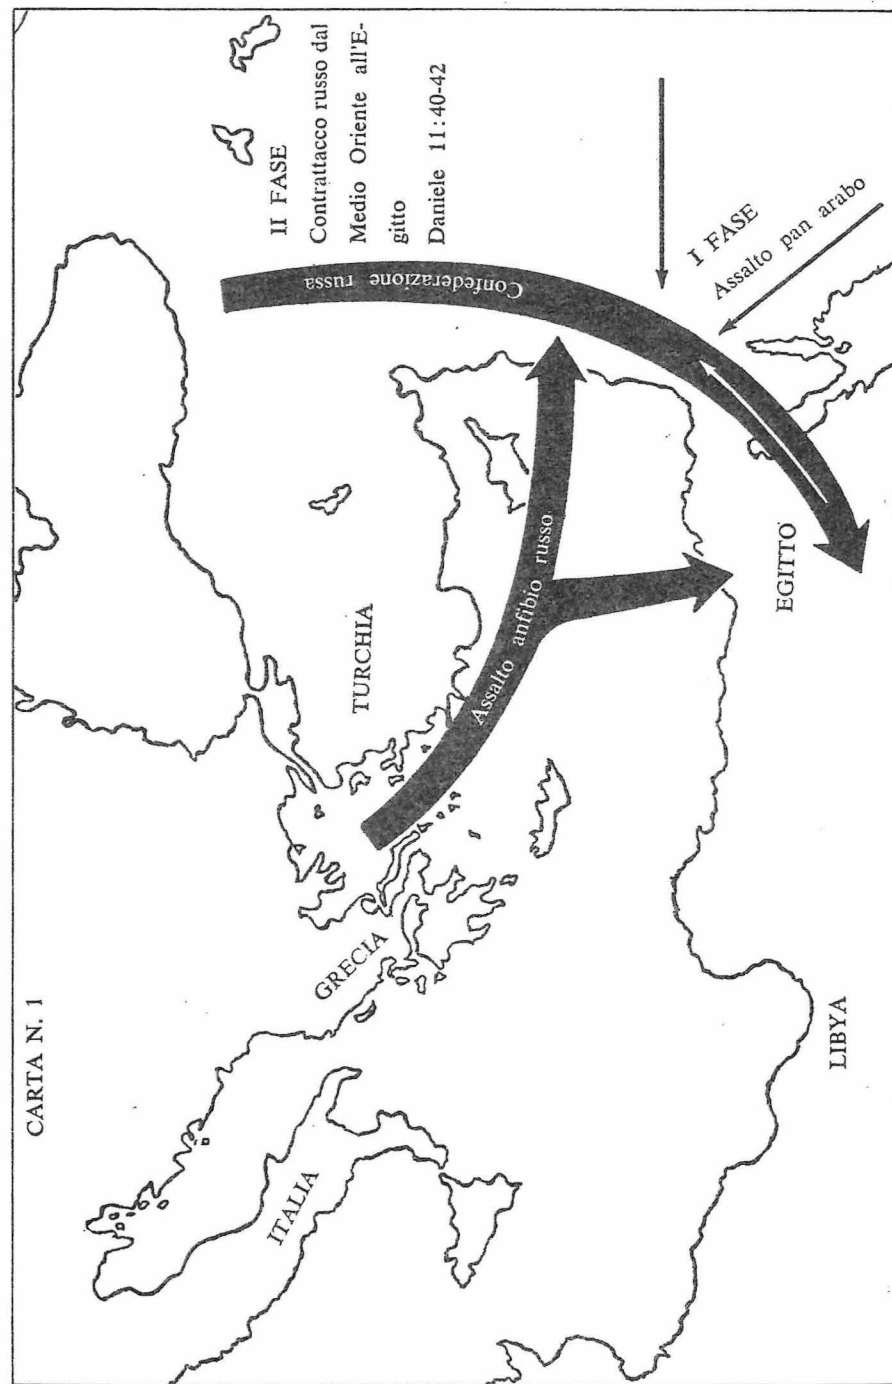 CARTA N. 1
ITALIA
GRECIA
TURCHIA
LIBYA
EGITTO
Assalto anfibio russo
Confederazione russa
II FASE
Contrattacco russo dal
Medio Oriente all'E-
gitto
Daniele 11:40-42
I FASE
Assalto pan arabo